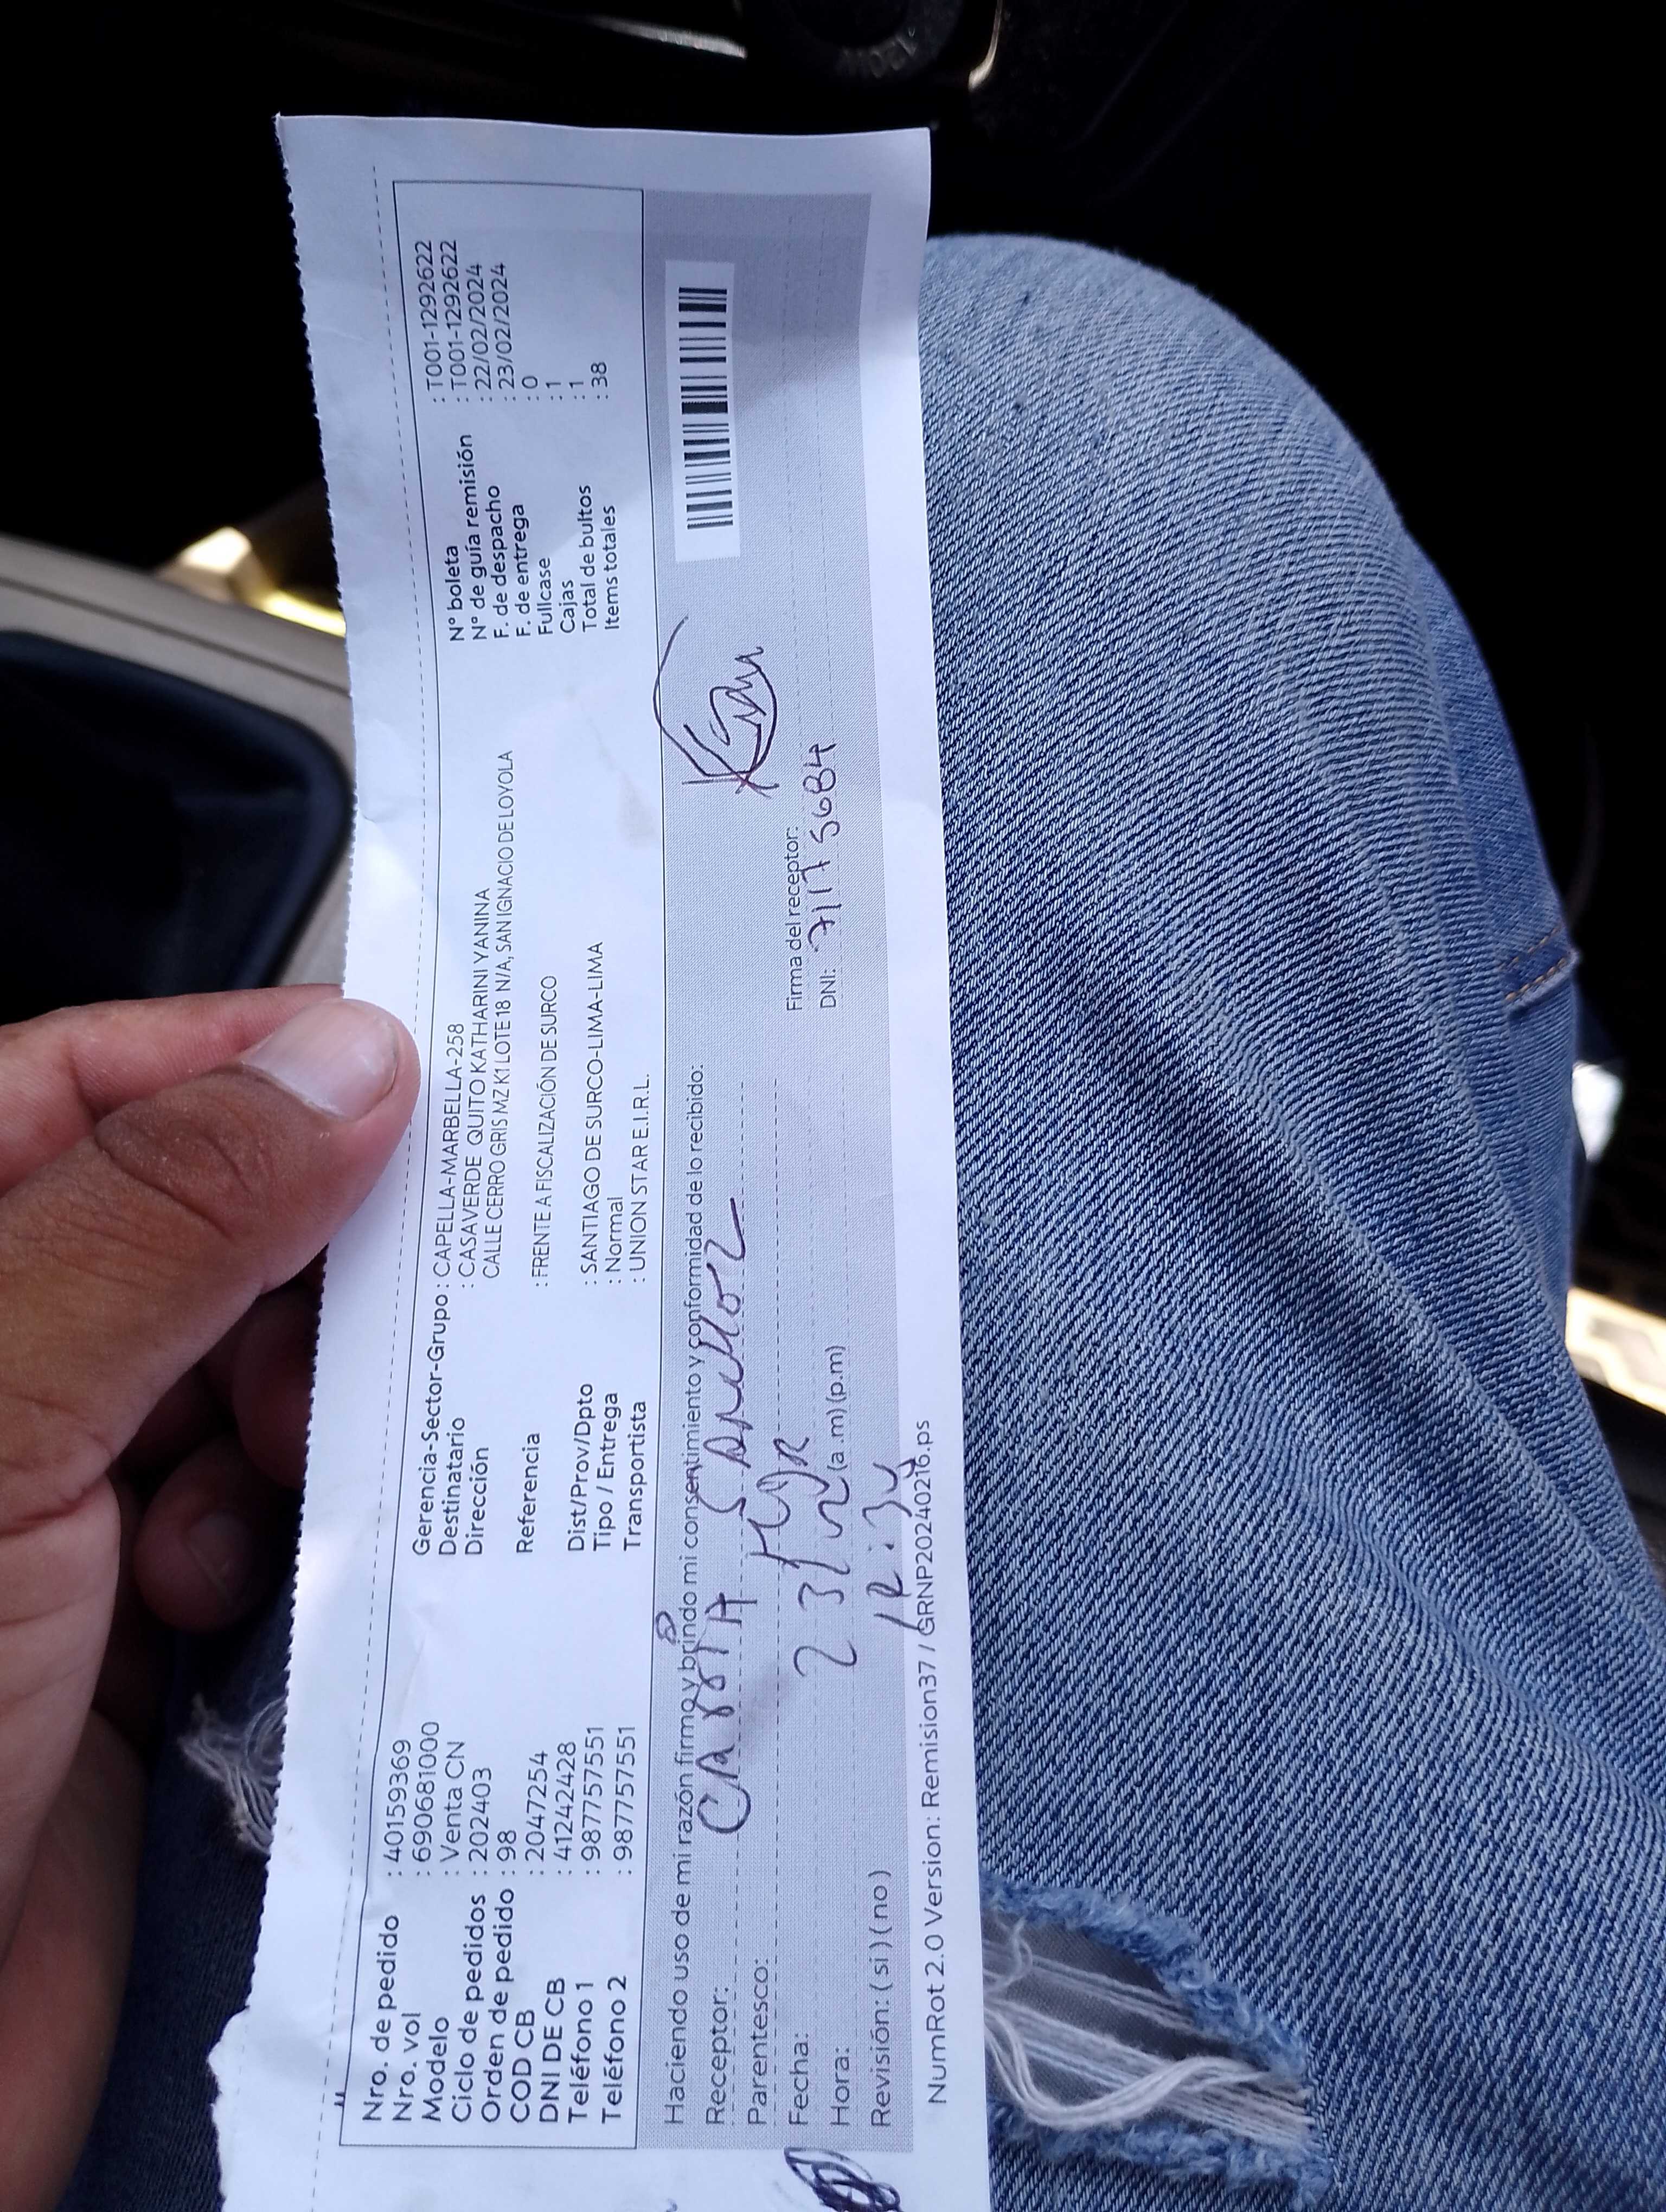 Nro. de pedido : 40159369
Nro. vol : 690681000
Modelo : Venta CN
Ciclo de pedidos : 202403
Orden de pedido : 98
COD CB : 2047254
DNI DE CB : 41242428
Teléfono 1 : 987757551
Teléfono 2 : 987757551
Gerencia-Sector-Grupo : CAPELLA-MARBELLA-258
Destinatario : CASAVERDE QUITO KATHARINI YANINA
Dirección CALLE CERRO GRIS MZ K1 LOTE 18 N/A, SAN IGNACIO DE LOYOLA
Referencia : FRENTE A FISCALIZACIÓN DE SURCO
Dist/Prov/Dpto : SANTIAGO DE SURCO-LIMA-LIMA
Tipo / Entrega : Normal
Transportista : UNION STAR E.I.R.L.
N° boleta : T001-1292622
N° de guía remisión : T001-1292622
F. de despacho : 22/02/2024
F. de entrega : 23/02/2024
Fullcase : 0
Cajas : 1
Total de bultos : 1
Items totales : 38
Haciendo uso de mi razón firmo y brindo mi consentimiento y conformidad de lo recibido:
Receptor:
Parentesco:
Fecha:
Hora: (a.m) (p.m)
Revisión: ( si ) ( no )
Firma del receptor:
DNI: 71175684
NumRot 2.0 Version: Remision37 / GRNP20240216.ps